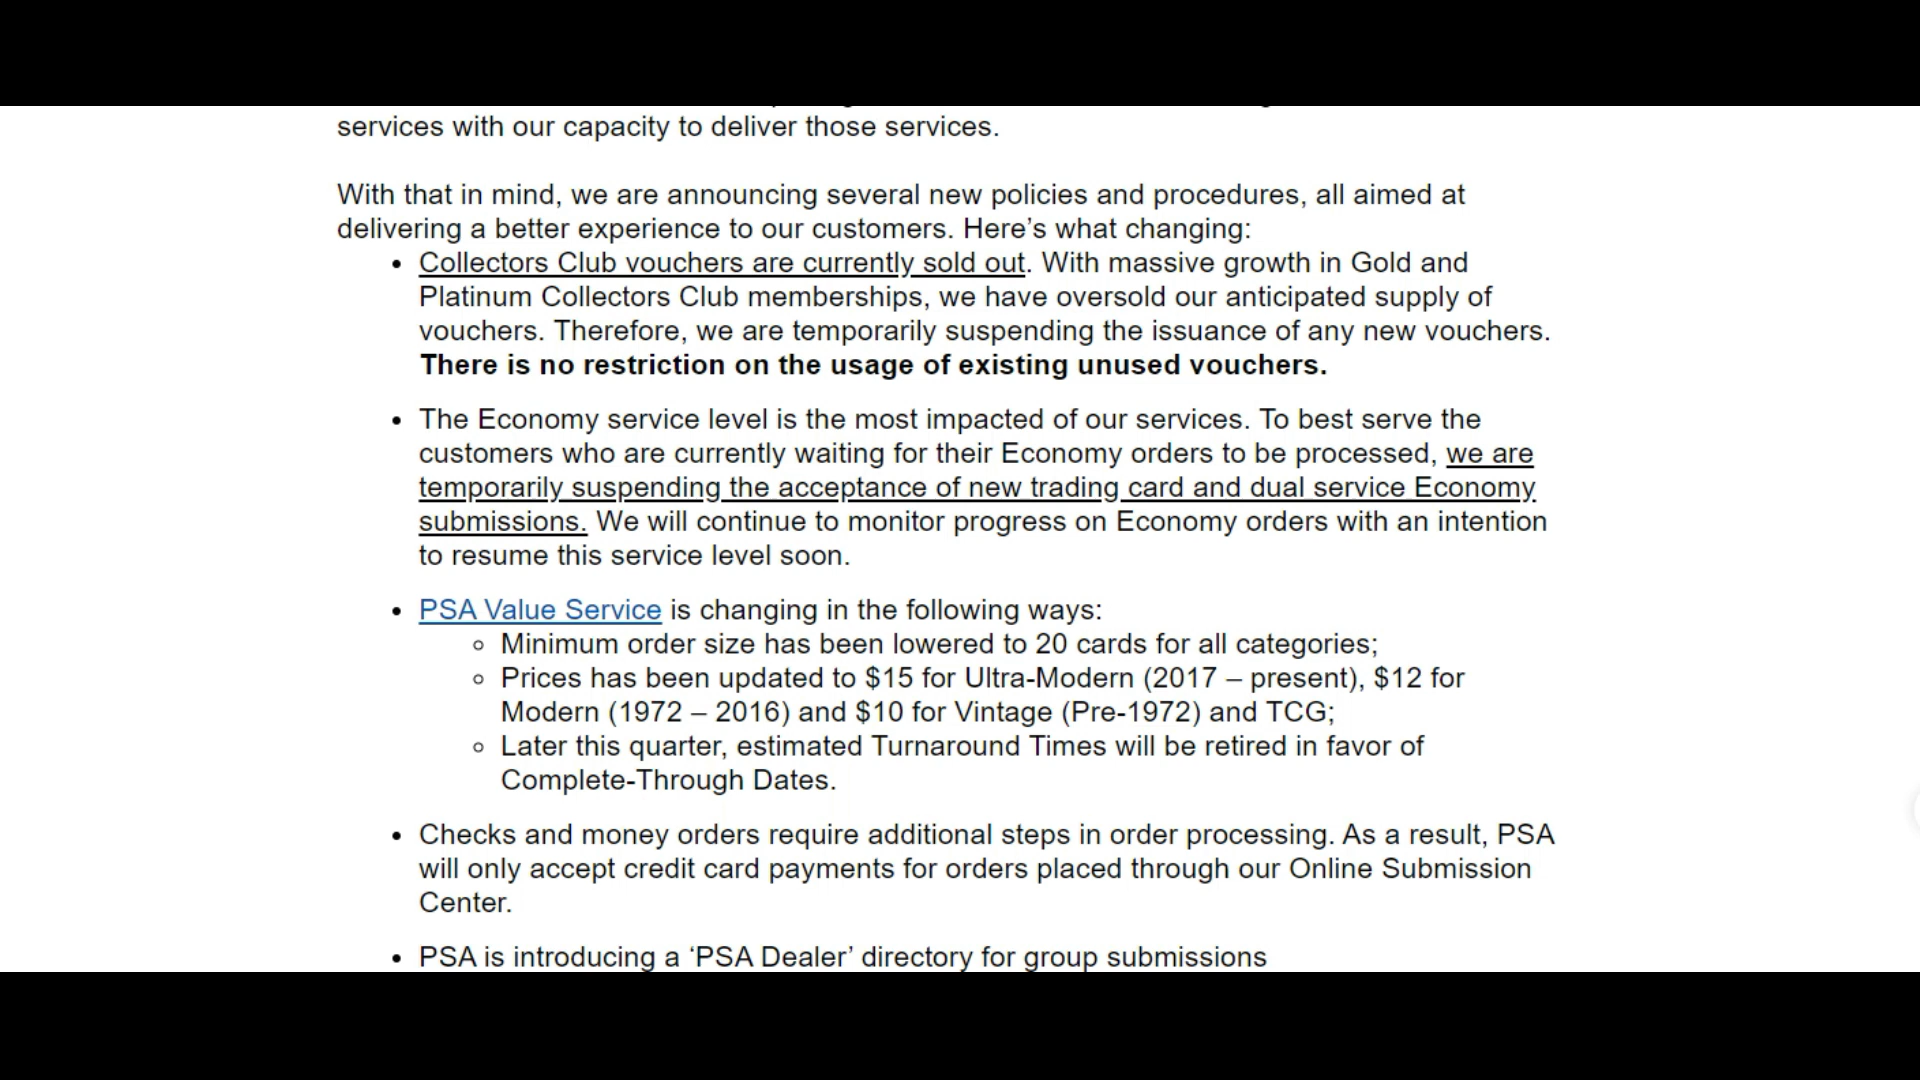 services with our capacity to deliver those services.
With that in mind, we are announcing several new policies and procedures, all aimed at
delivering a better experience to our customers. Here’s what changing:
• Collectors Club vouchers are currently sold out. With massive growth in Gold and
Platinum Collectors Club memberships, we have oversold our anticipated supply of
vouchers. Therefore, we are temporarily suspending the issuance of any new vouchers.
There is no restriction on the usage of existing unused vouchers.
• The Economy service level is the most impacted of our services. To best serve the
customers who are currently waiting for their Economy orders to be processed, we are
temporarily suspending the acceptance of new trading card and dual service Economy
submissions. We will continue to monitor progress on Economy orders with an intention
to resume this service level soon.
• PSA Value Service is changing in the following ways:
◦ Minimum order size has been lowered to 20 cards for all categories;
◦ Prices has been updated to $15 for Ultra-Modern (2017 – present), $12 for
Modern (1972 – 2016) and $10 for Vintage (Pre-1972) and TCG;
◦ Later this quarter, estimated Turnaround Times will be retired in favor of
Complete-Through Dates.
• Checks and money orders require additional steps in order processing. As a result, PSA
will only accept credit card payments for orders placed through our Online Submission
Center.
• PSA is introducing a ‘PSA Dealer’ directory for group submissions